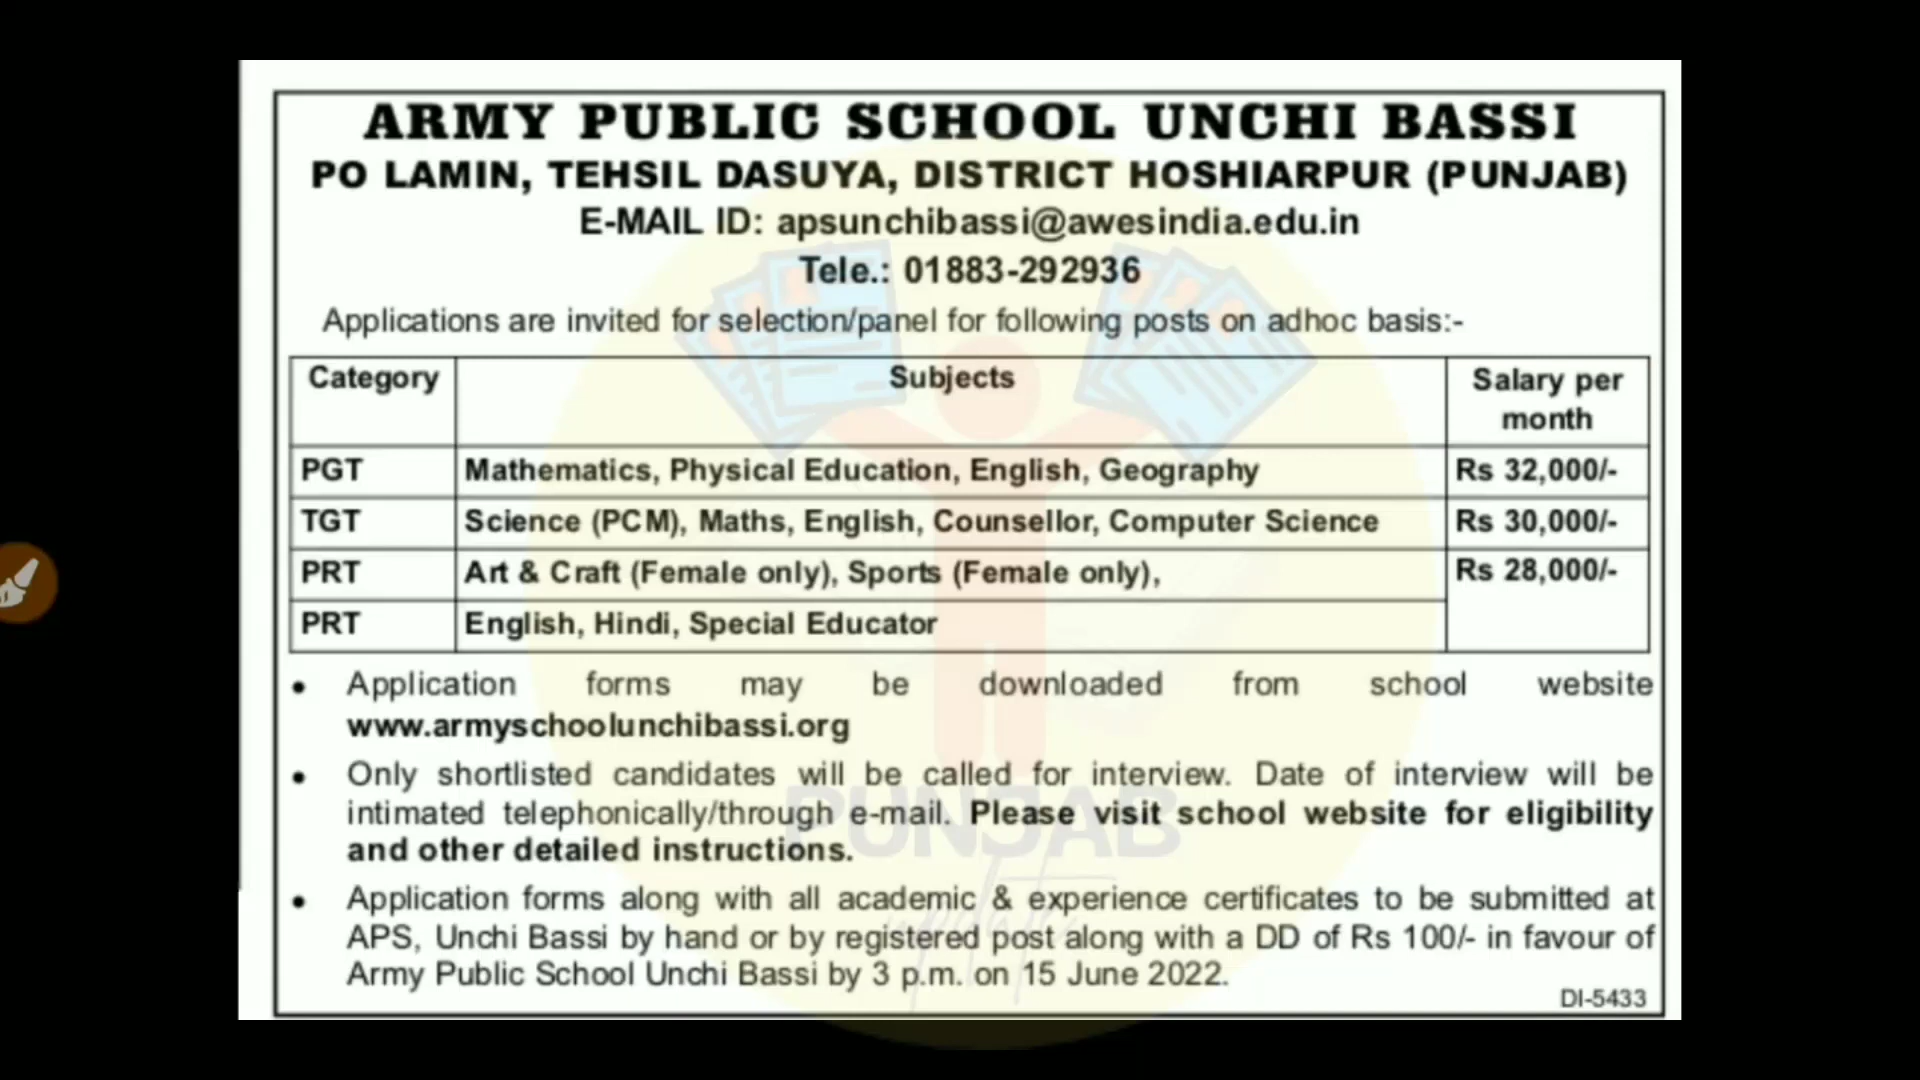 ARMY PUBLIC SCHOOL UNCHI BASSI
PO LAMIN, TEHSIL DASUYA, DISTRICT HOSHIARPUR (PUNJAB)
E-MAIL ID: apsunchibassi@awesindia.edu.in
Tele.: 01883-292936
Applications are invited for selection/panel for following posts on adhoc basis:-
Category Subjects Salary per
month
PGT Mathematics, Physical Education, English, Geography Rs 32,000/-
TGT Science (PCM), Maths, English, Counsellor, Computer Science Rs 30,000/-
PRT Art & Craft (Female only), Sports (Female only), Rs 28,000/-
PRT English, Hindi, Special Educator
• Application forms may be downloaded from school website
www.armyschoolunchibassi.org
• Only shortlisted candidates will be called for interview. Date of interview will be
intimated telephonically/through e-mail. Please visit school website for eligibility
and other detailed instructions.
PUNJAB
update
• Application forms along with all academic & experience certificates to be submitted at
APS, Unchi Bassi by hand or by registered post along with a DD of Rs 100/- in favour of
Army Public School Unchi Bassi by 3 p.m. on 15 June 2022.
DI-5433